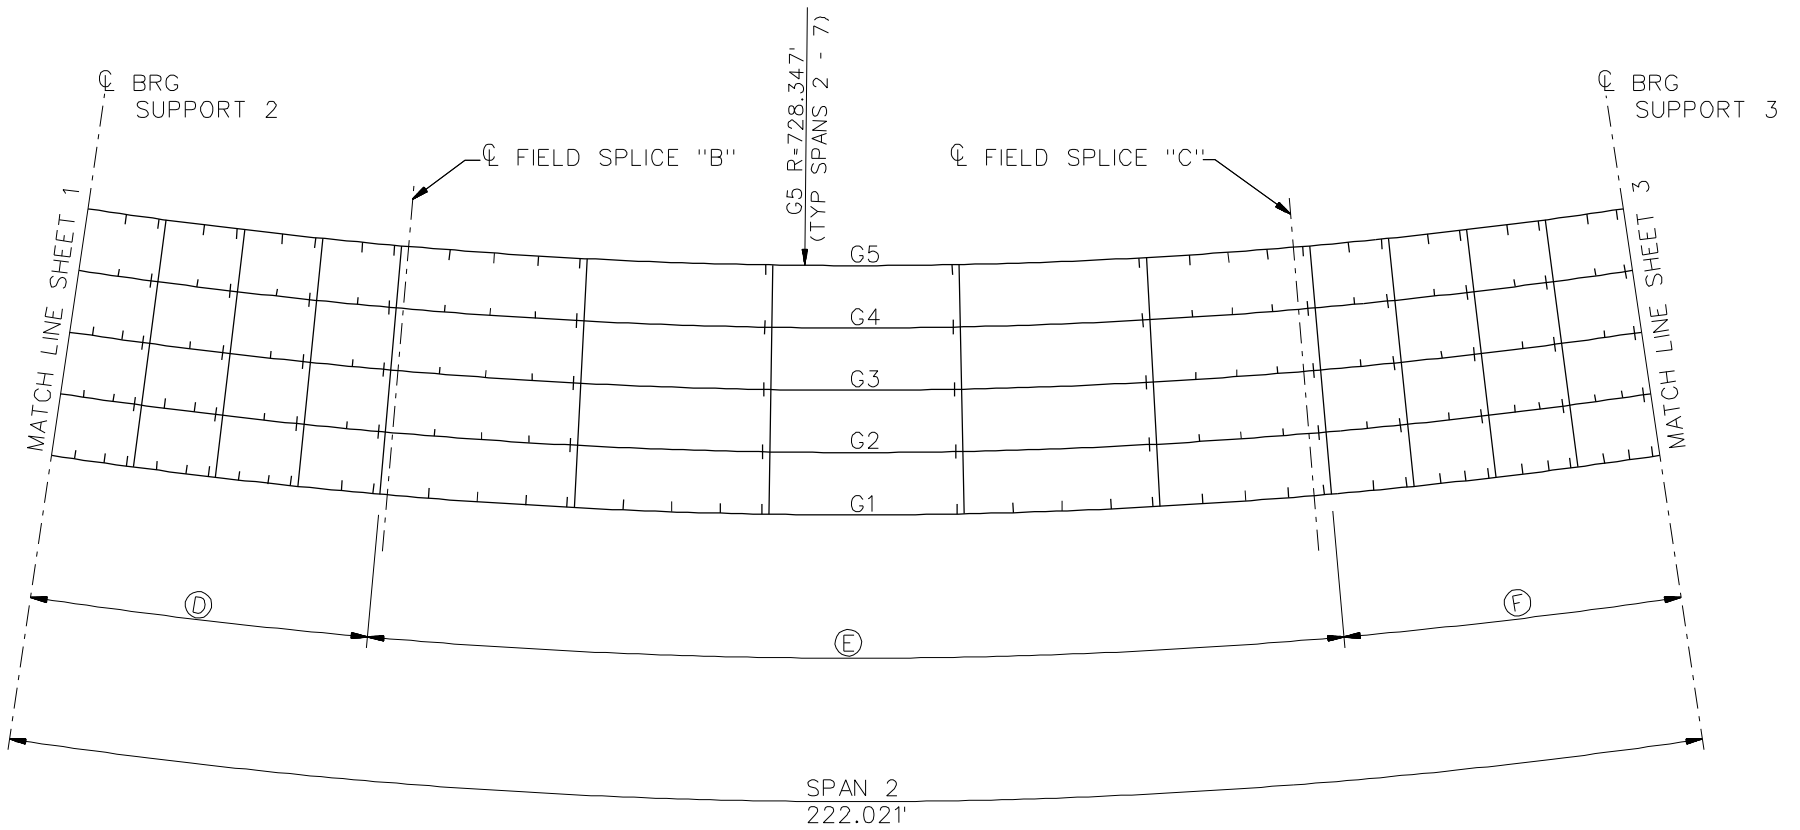 ℄ BRG
SUPPORT 2
G5 R=728.347'
(TYP SPANS 2 - 7)
℄ BRG
SUPPORT 3
℄ FIELD SPLICE "B"
℄ FIELD SPLICE "C"
MATCH LINE SHEET 1
MATCH LINE SHEET 3
G5
G4
G3
G2
G1
D
E
F
SPAN 2
222.021'